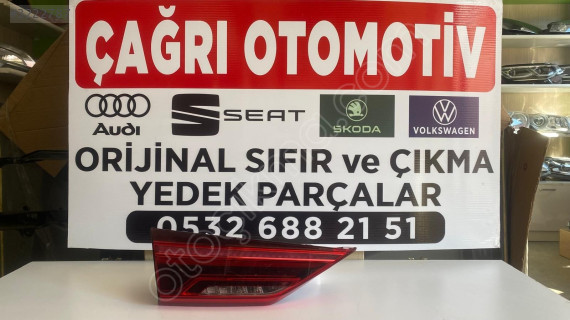 ÇAĞRI OTOMOTİV
Audi SEAT ŠKODA VOLKSWAGEN
ORİJİNAL SIFIR ve ÇIKMA
YEDEK PARÇALAR
0532 688 21 51